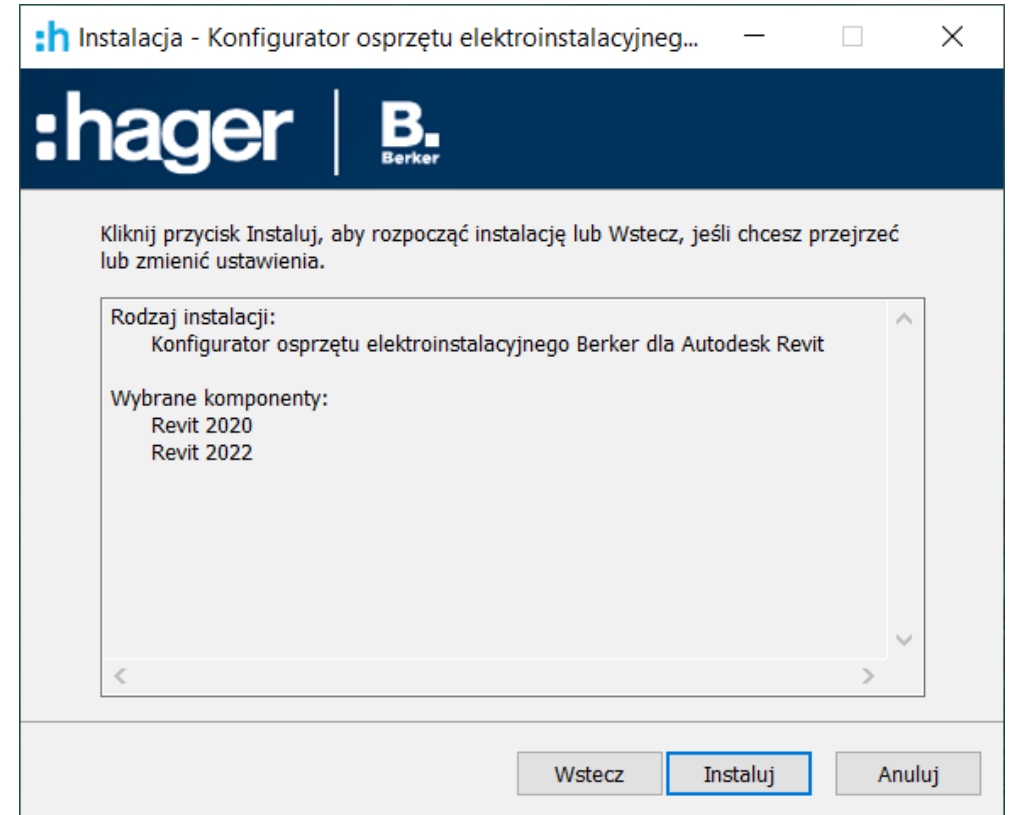 :h Instalacja - Konfigurator osprzętu elektroinstalacyjneg...
:hager B.
Berker
Kliknij przycisk Instaluj, aby rozpocząć instalację lub Wstecz, jeśli chcesz przejrzeć
lub zmienić ustawienia.
Rodzaj instalacji:
Konfigurator osprzętu elektroinstalacyjnego Berker dla Autodesk Revit
Wybrane komponenty:
Revit 2020
Revit 2022
Wstecz Instaluj Anuluj